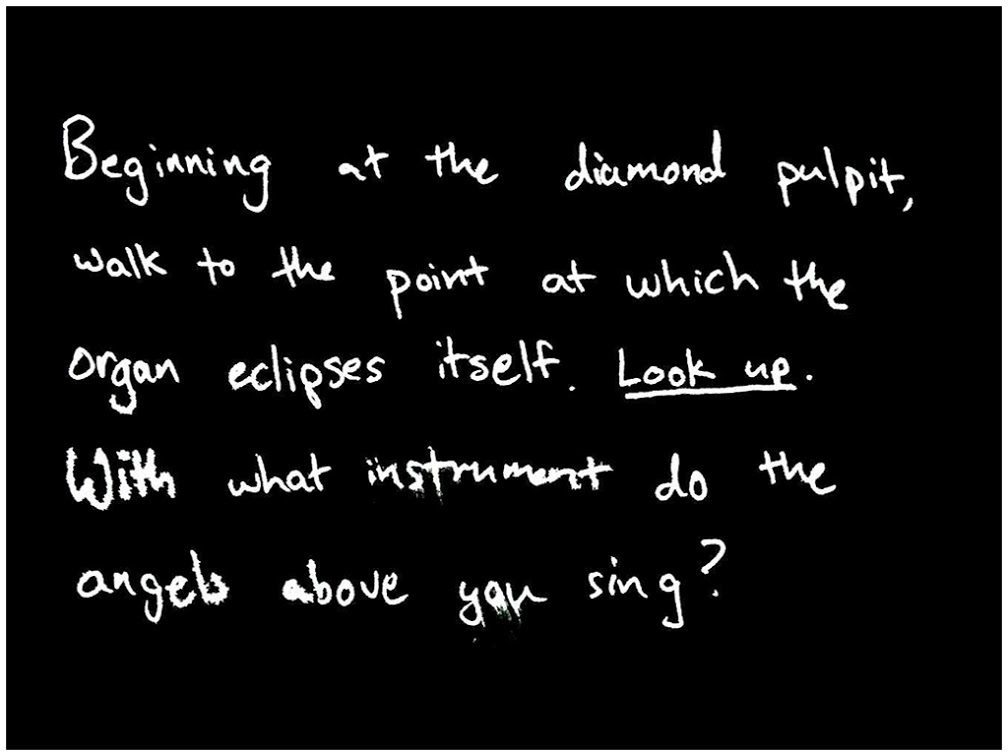 Beginning at the diamond pulpit,
walk to the point at which the
organ eclipses itself. Look up.
With what instrument do the
angels above you sing?